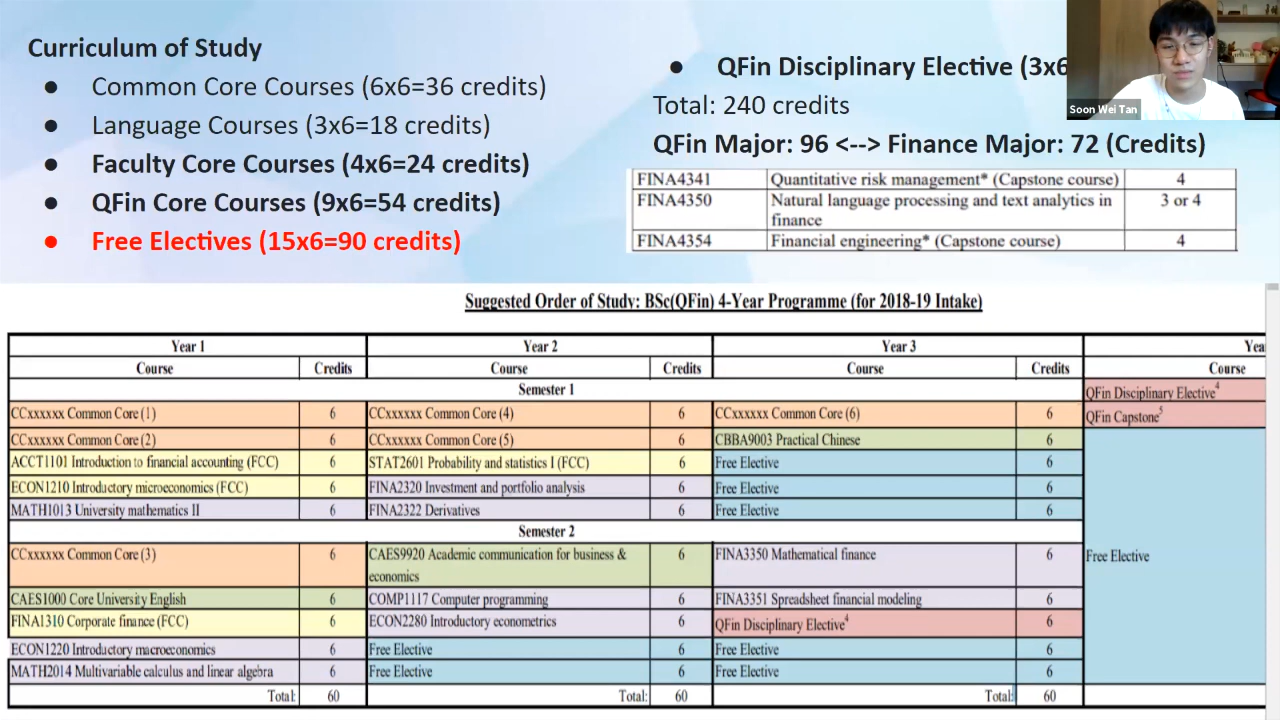 Curriculum of Study
● Common Core Courses (6x6=36 credits)
● Language Courses (3x6=18 credits)
● Faculty Core Courses (4x6=24 credits)
● QFin Core Courses (9x6=54 credits)
● Free Electives (15x6=90 credits)
● QFin Disciplinary Elective (3x6
Total: 240 credits
QFin Major: 96 <--> Finance Major: 72 (Credits)
Soon Wei Tan
FINA4341 Quantitative risk management* (Capstone course) 4
FINA4350 Natural language processing and text analytics in 3 or 4
finance
FINA4354 Financial engineering* (Capstone course) 4
Suggested Order of Study: BSc(QFin) 4-Year Programme (for 2018-19 Intake)
Year 1 Year 2 Year 3 Yea
Course Credits Course Credits Course Credits Course
Semester 1
QFin Disciplinary Elective4
CCxxxxxx Common Core (1) 6 CCxxxxxx Common Core (4) 6 CCxxxxxx Common Core (6) 6 QFin Capstone5
CCxxxxxx Common Core (2) 6 CCxxxxxx Common Core (5) 6 CBBA9003 Practical Chinese 6
ACCT1101 Introduction to financial accounting (FCC) 6 STAT2601 Probability and statistics I (FCC) 6 Free Elective 6
ECON1210 Introductory microeconomics (FCC) 6 FINA2320 Investment and portfolio analysis 6 Free Elective 6
MATH1013 University mathematics II 6 FINA2322 Derivatives 6 Free Elective 6
Semester 2
CCxxxxxx Common Core (3) 6 CAES9920 Academic communication for business & 6 FINA3350 Mathematical finance 6 Free Elective
economics
CAES1000 Core University English 6 COMP1117 Computer programming 6 FINA3351 Spreadsheet financial modeling 6
FINA1310 Corporate finance (FCC) 6 ECON2280 Introductory econometrics 6 QFin Disciplinary Elective4 6
ECON1220 Introductory macroeconomics 6 Free Elective 6 Free Elective 6
MATH2014 Multivariable calculus and linear algebra 6 Free Elective 6 Free Elective 6
Total: 60 Total: 60 Total: 60